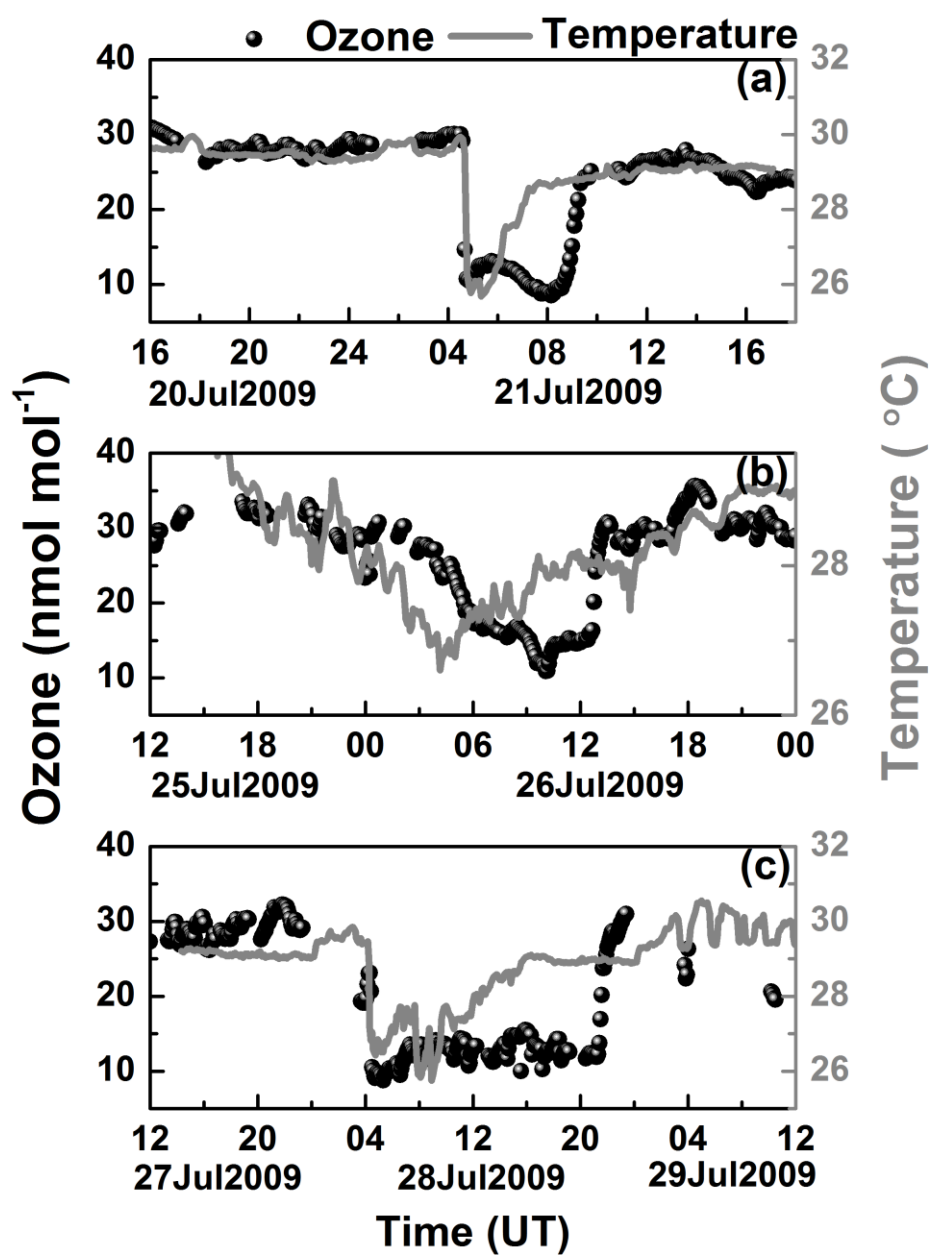 Ozone Temperature
40 32
(a)
30 30
20 28
10 26
16 20 24 04 08 12 16
20Jul2009 21Jul2009
Ozone (nmol mol⁻¹)
Temperature ( °C)
40
(b)
30 28
20
10
26
12 18 00 06 12 18 00
25Jul2009 26Jul2009
40 32
(c)
30 30
20 28
10 26
12 20 04 12 20 04 12
27Jul2009 28Jul2009 29Jul2009
Time (UT)